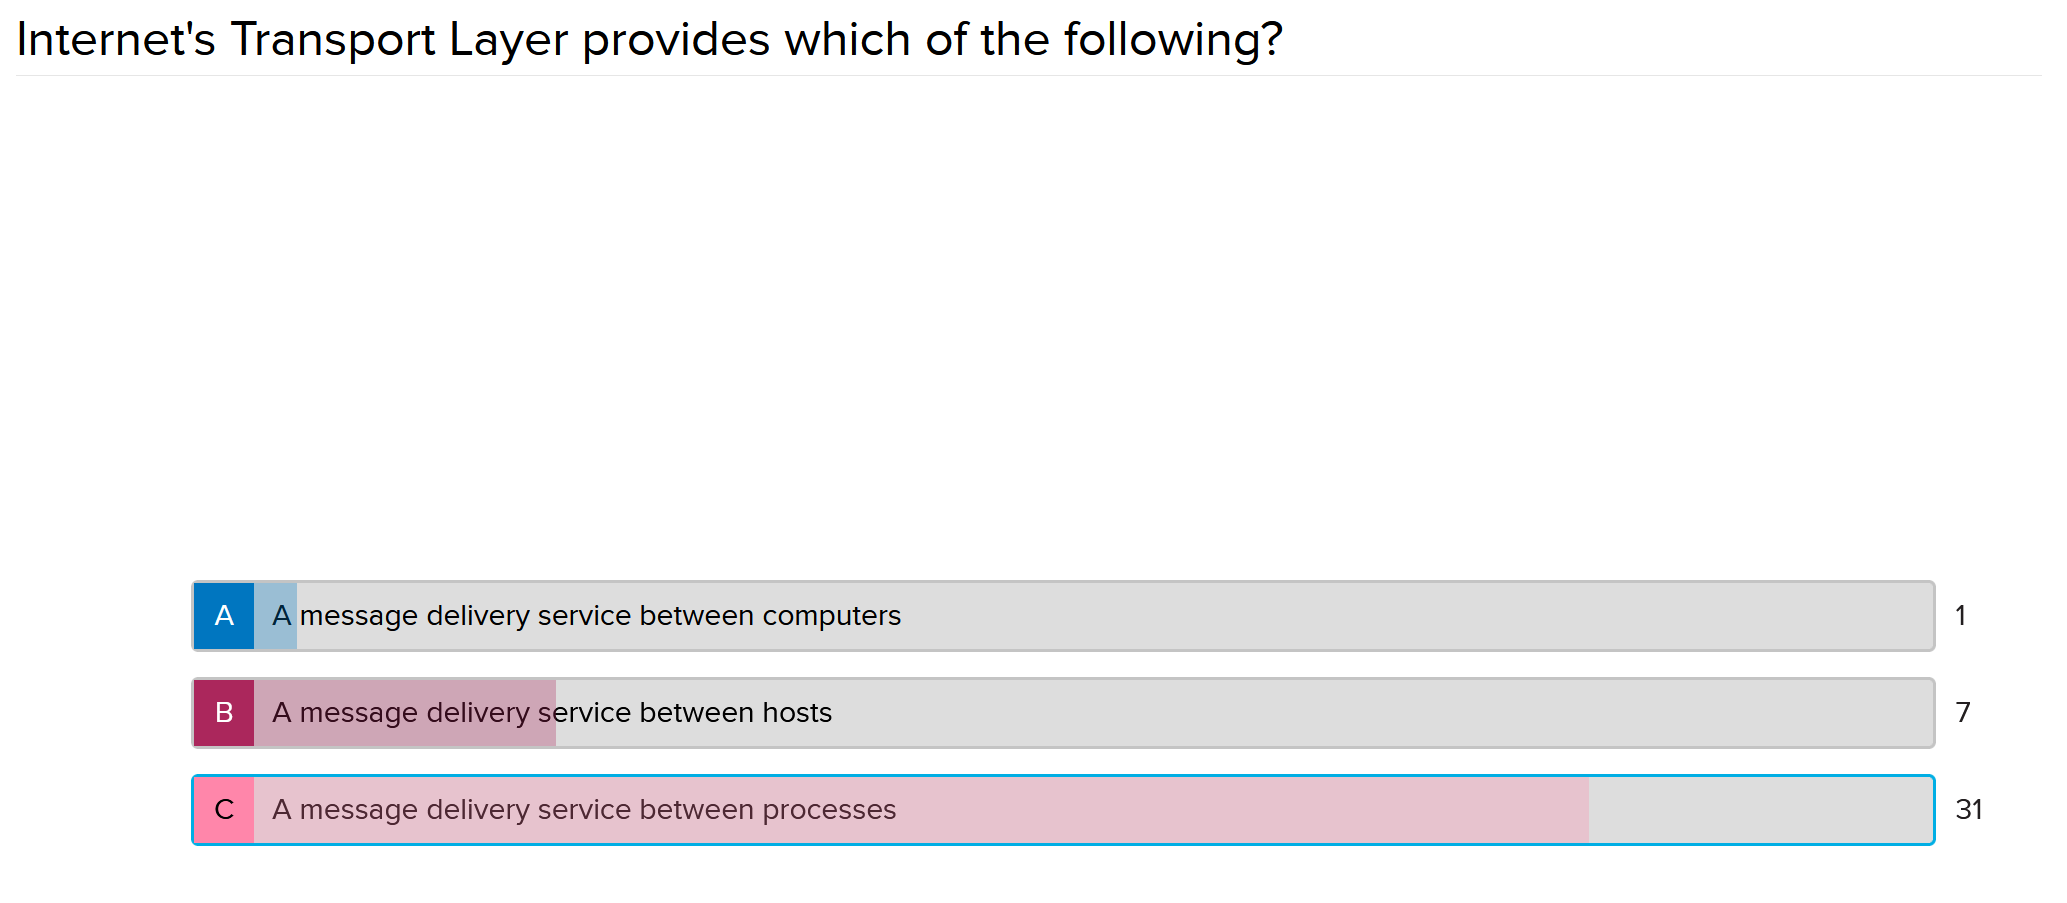 Internet's Transport Layer provides which of the following?
A A message delivery service between computers 1
B A message delivery service between hosts 7
C A message delivery service between processes 31